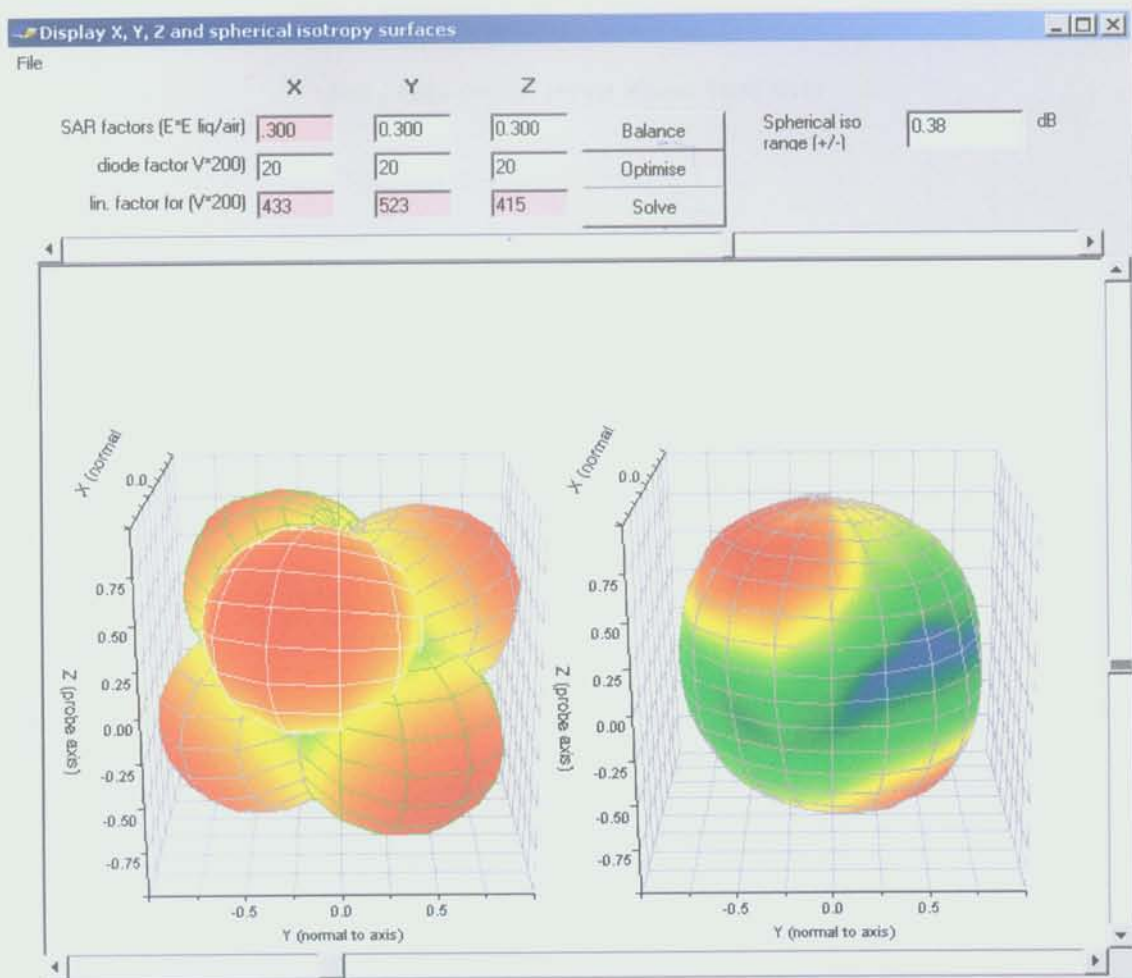 Display X, Y, Z and spherical isotropy surfaces
File
X Y Z
SAR factors (E*E liq/air) .300 0.300 0.300 Balance Spherical iso range (+/-) 0.38 dB
diode factor V*200) 20 20 20 Optimise
lin. factor for (V*200) 433 523 415 Solve
X (normal
0.0
0.75
0.50
0.25
0.00
-0.25
-0.50
-0.75
Z (probe axis)
-0.5 0.0 0.5
Y (normal to axis)
X (normal
0.0
0.75
0.50
0.25
0.00
-0.25
-0.50
-0.75
Z (probe axis)
-0.5 0.0 0.5
Y (normal to axis)